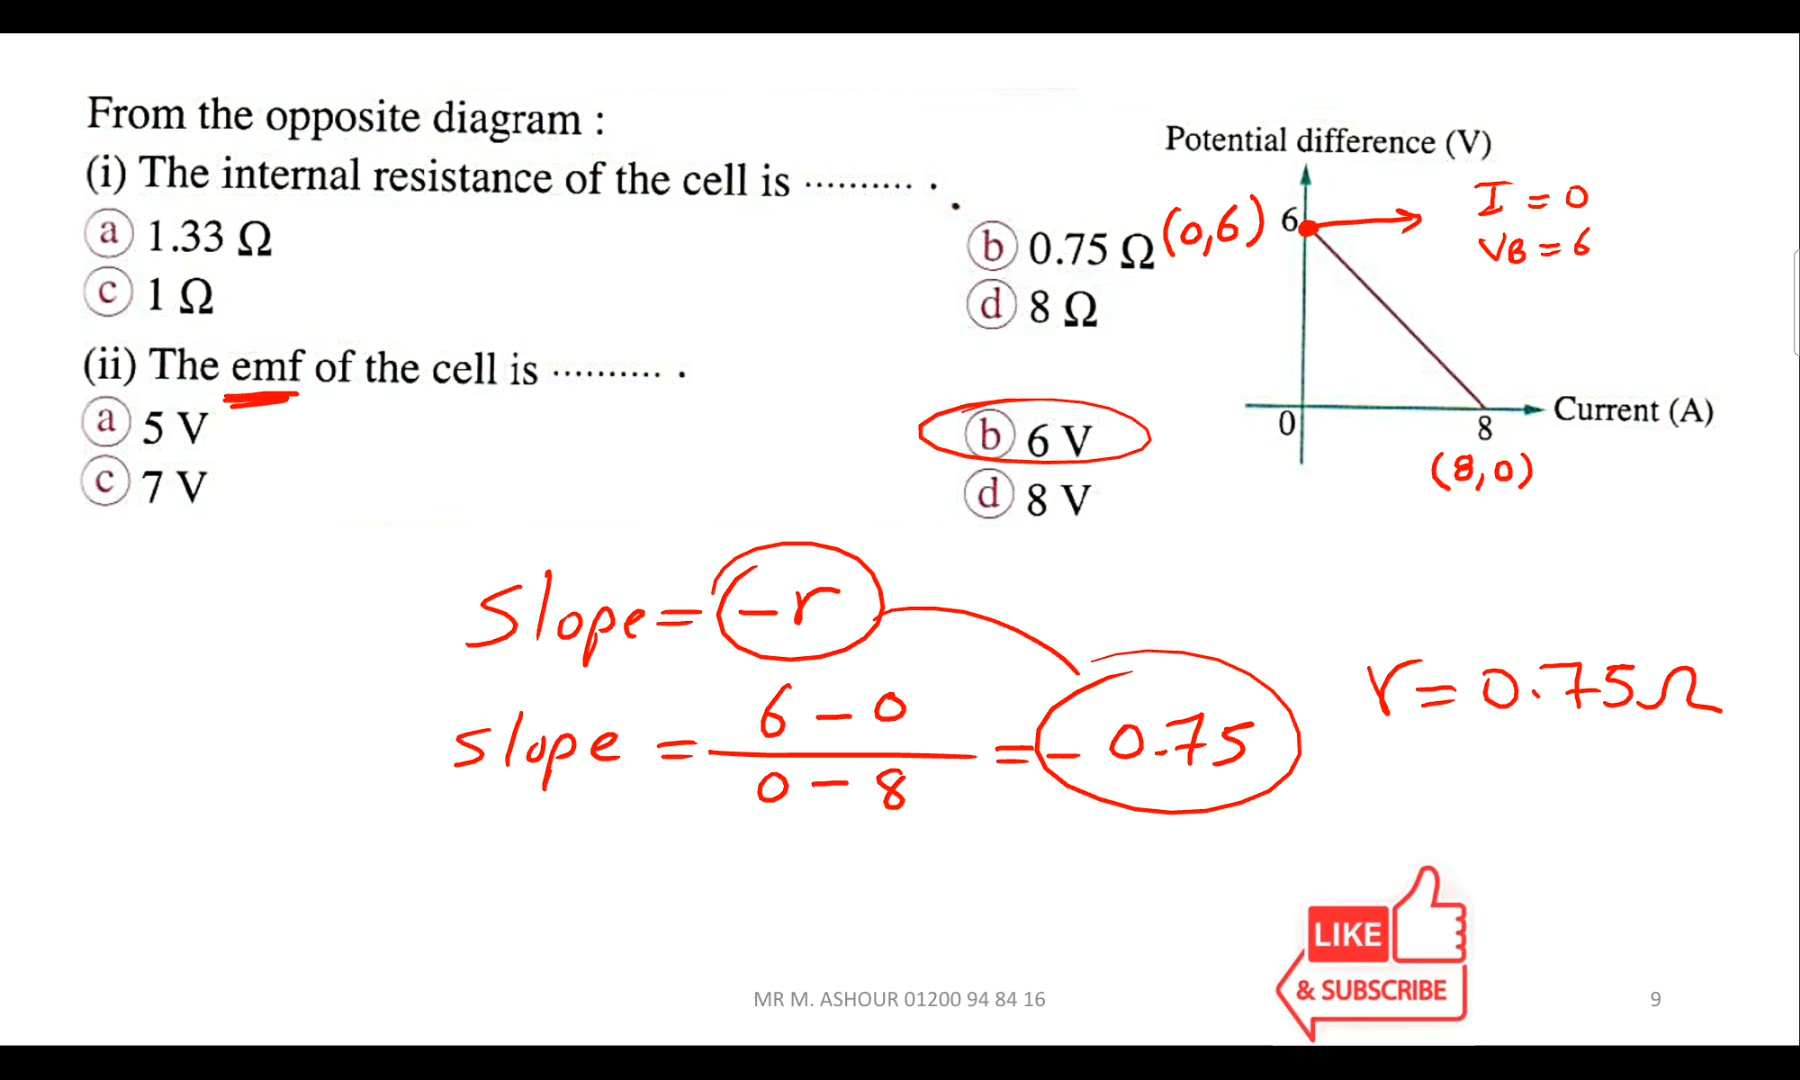 From the opposite diagram :
(i) The internal resistance of the cell is .......... .
a 1.33 Ω
b 0.75 Ω
c 1 Ω
d 8 Ω
(ii) The emf of the cell is .......... .
a 5 V
b 6 V
c 7 V
d 8 V
Potential difference (V)
(0,6)
6
I = 0
VB = 6
0
8
Current (A)
(8,0)
Slope = -r
slope = 6 - 0 / 0 - 8 = - 0.75
r = 0.75 Ω
LIKE
& SUBSCRIBE
MR M. ASHOUR 01200 94 84 16
9